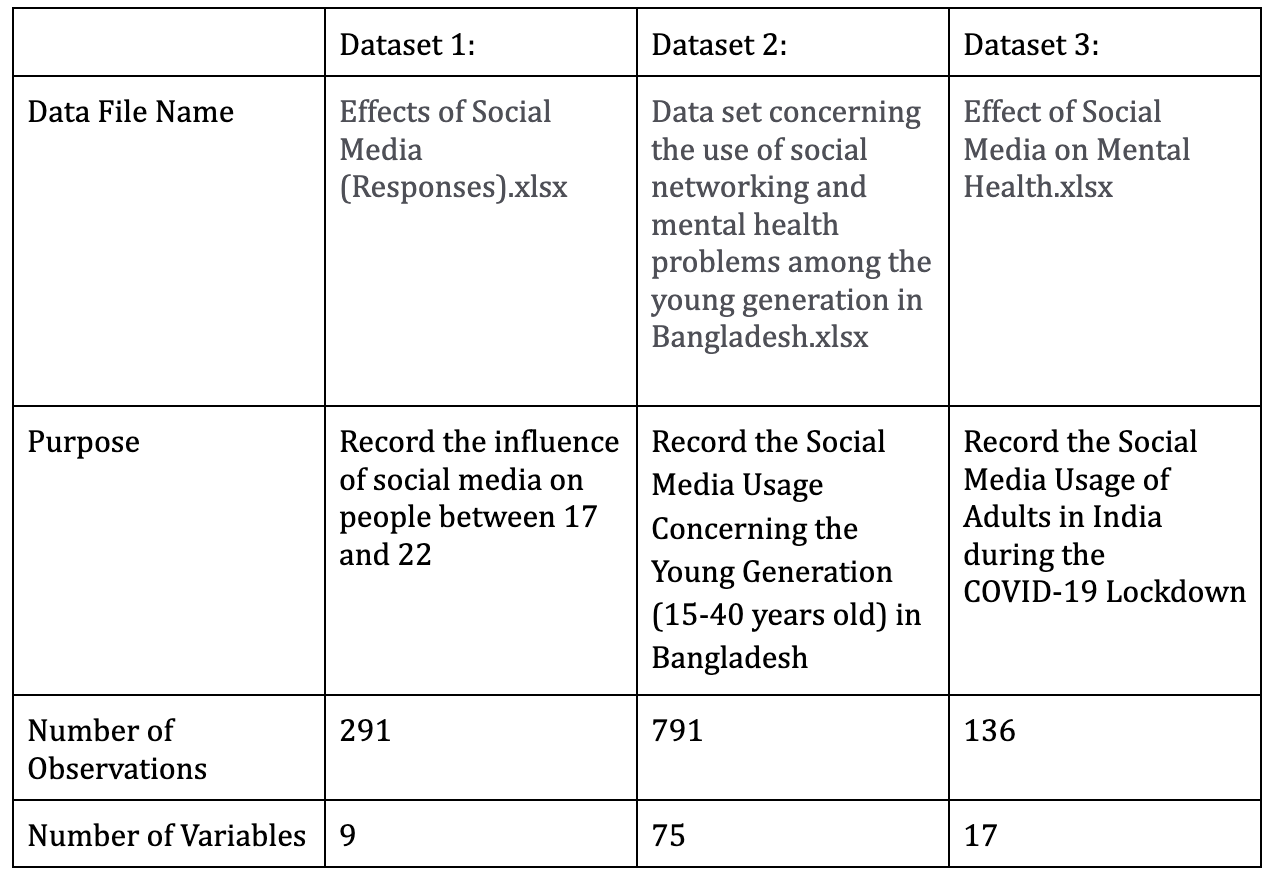 Dataset 1:
Dataset 2:
Dataset 3:
Data File Name
Effects of Social
Media
(Responses).xlsx
Data set concerning
the use of social
networking and
mental health
problems among the
young generation in
Bangladesh.xlsx
Effect of Social
Media on Mental
Health.xlsx
Purpose
Record the influence
of social media on
people between 17
and 22
Record the Social
Media Usage
Concerning the
Young Generation
(15-40 years old) in
Bangladesh
Record the Social
Media Usage of
Adults in India
during the
COVID-19 Lockdown
Number of
Observations
291
791
136
Number of Variables
9
75
17